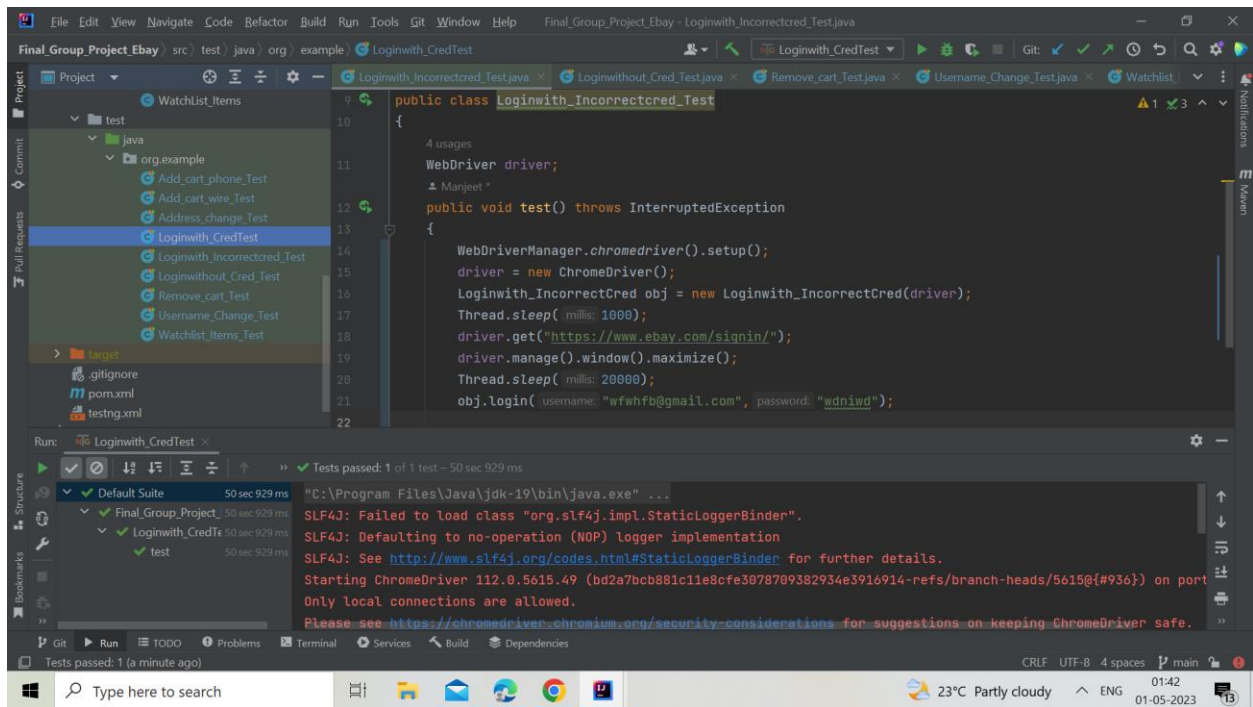 File Edit View Navigate Code Refactor Build Run Tools Git Window Help Final_Group_Project_Ebay - Loginwith_Incorrectcred_Test.java
Final_Group_Project_Ebay src test java org example Loginwith_CredTest Loginwith_CredTest Git:
Project Loginwith_Incorrectcred_Test.java Loginwithout_Cred_Test.java Remove_cart_Test.java Username_Change_Test.java Watchlist_
WatchList_Items
test
java
org.example
Add_cart_phone_Test
Add_cart_wire_Test
Address_change_Test
Loginwith_CredTest
Loginwith_Incorrectcred_Test
Loginwithout_Cred_Test
Remove_cart_Test
Username_Change_Test
Watchlist_Items_Test
target
.gitignore
pom.xml
testng.xml
9 public class Loginwith_Incorrectcred_Test
1 3
10 {
4 usages
11 WebDriver driver;
Manjeet *
12 public void test() throws InterruptedException
13 {
14 WebDriverManager.chromedriver().setup();
15 driver = new ChromeDriver();
16 Loginwith_IncorrectCred obj = new Loginwith_IncorrectCred(driver);
17 Thread.sleep( millis: 1000);
18 driver.get("https://www.ebay.com/signin/");
19 driver.manage().window().maximize();
20 Thread.sleep( millis: 20000);
21 obj.login( username: "wfwhfb@gmail.com", password: "wdniwd");
22
Project
Commit
Pull Requests
Structure
Bookmarks
Notifications
Maven
Run: Loginwith_CredTest
Tests passed: 1 of 1 test – 50 sec 929 ms
Default Suite 50 sec 929 ms
Final_Group_Project_ 50 sec 929 ms
Loginwith_CredTe 50 sec 929 ms
test 50 sec 929 ms
"C:\Program Files\Java\jdk-19\bin\java.exe" ...
SLF4J: Failed to load class "org.slf4j.impl.StaticLoggerBinder".
SLF4J: Defaulting to no-operation (NOP) logger implementation
SLF4J: See http://www.slf4j.org/codes.html#StaticLoggerBinder for further details.
Starting ChromeDriver 112.0.5615.49 (bd2a7bcb881c11e8cfe3078709382934e3916914-refs/branch-heads/5615@{#936}) on port
Only local connections are allowed.
Please see https://chromedriver.chromium.org/security-considerations for suggestions on keeping ChromeDriver safe.
Git Run TODO Problems Terminal Services Build Dependencies
Tests passed: 1 (a minute ago) CRLF UTF-8 4 spaces main
Type here to search 23°C Partly cloudy ENG 01:42
01-05-2023 13